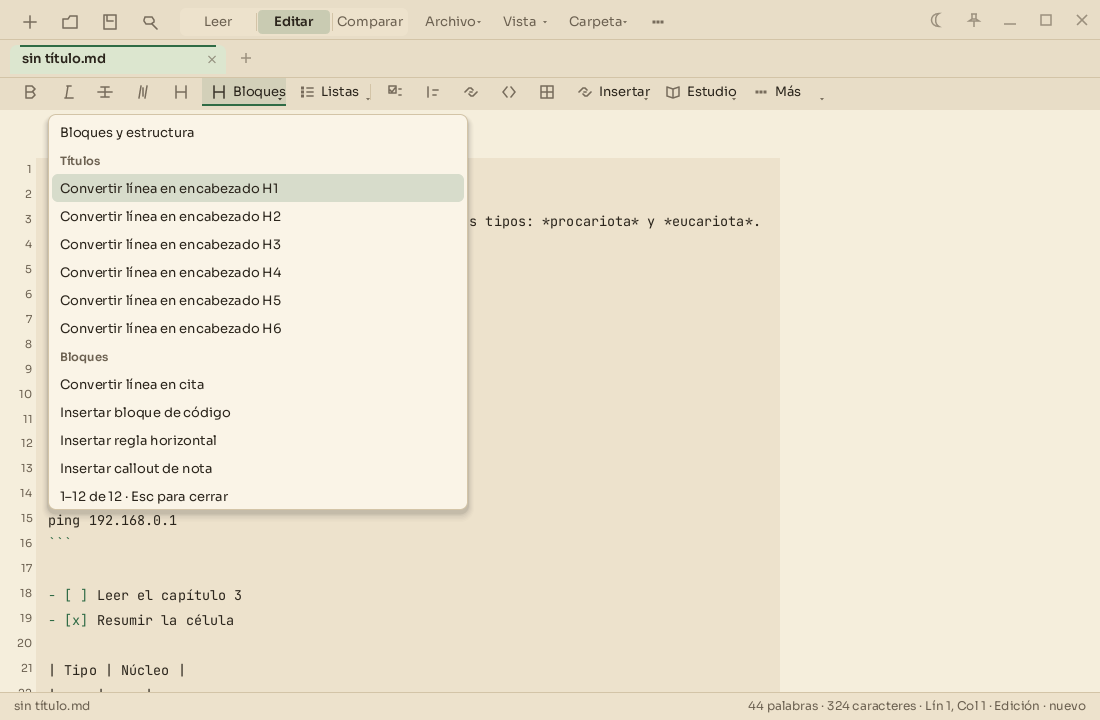 Leer Editar Comparar Archivo Vista Carpeta
sin título.md
Bloques Listas Insertar Estudio Más
Bloques y estructura
Títulos
1
Convertir línea en encabezado H1
2
Convertir línea en encabezado H2
3 s tipos: *procariota* y *eucariota*.
Convertir línea en encabezado H3
4
5
Convertir línea en encabezado H4
6
Convertir línea en encabezado H5
7
Convertir línea en encabezado H6
8
Bloques
9
Convertir línea en cita
10
Insertar bloque de código
11
Insertar regla horizontal
12
13
Insertar callout de nota
14
1–12 de 12 · Esc para cerrar
15 ping 192.168.0.1
16 ```
17
18 - [ ] Leer el capítulo 3
19 - [x] Resumir la célula
20
21 | Tipo | Núcleo |
sin título.md 44 palabras · 324 caracteres · Lín 1, Col 1 · Edición · nuevo